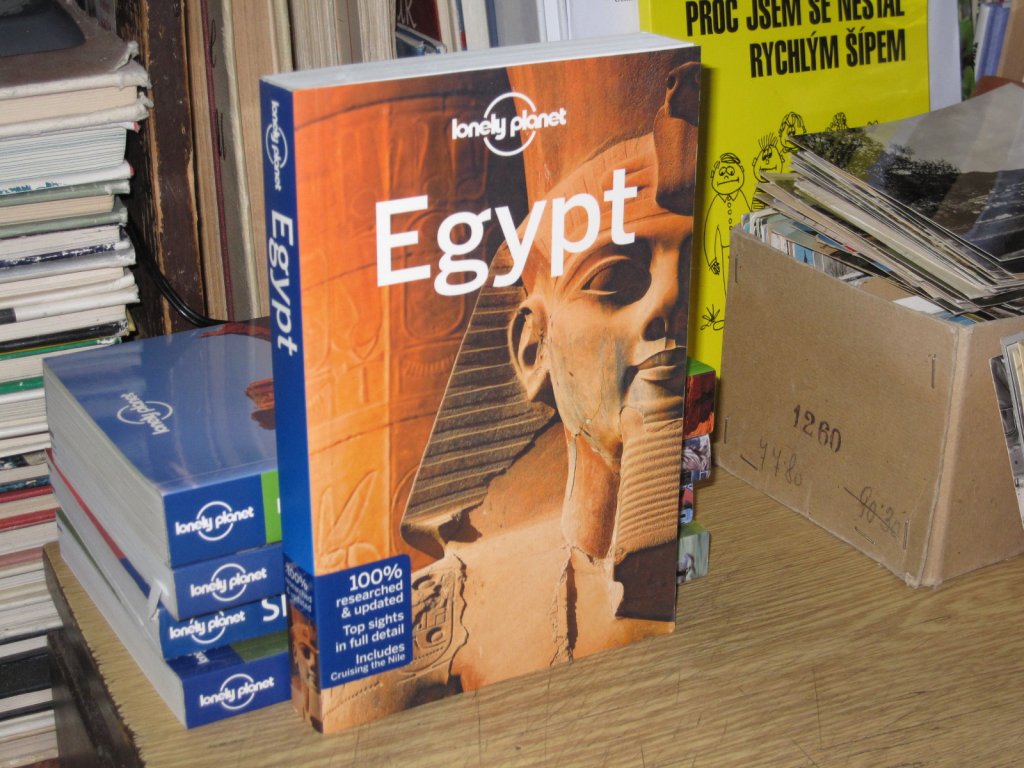 PROČ JSEM SE NESTAL
RYCHLÝM ŠÍPEM
lonely planet
Egypt
100%
researched
& updated
Top sights
in full detail
Includes
Cruising the Nile
lonely planet
Egypt
lonely planet
lonely planet
lonely planet
lonely planet
lonely planet
1260